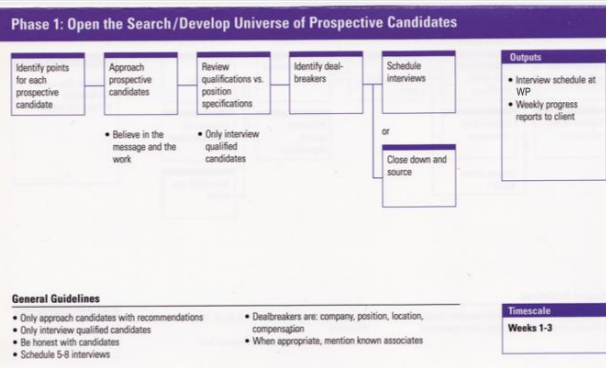 Phase 1: Open the Search/Develop Universe of Prospective Candidates
Identify points
for each
prospective
candidate
Approach
prospective
candidates
• Believe in the
message and the
work
Review
qualifications vs.
position
specifications
• Only interview
qualified
candidates
Identify deal-
breakers
Schedule
interviews
or
Close down and
source
Outputs
• Interview schedule at
WP
• Weekly progress
reports to client
General Guidelines
• Only approach candidates with recommendations
• Only interview qualified candidates
• Be honest with candidates
• Schedule 5-8 interviews
• Dealbreakers are: company, position, location,
compensation
• When appropriate, mention known associates
Timescale
Weeks 1-3